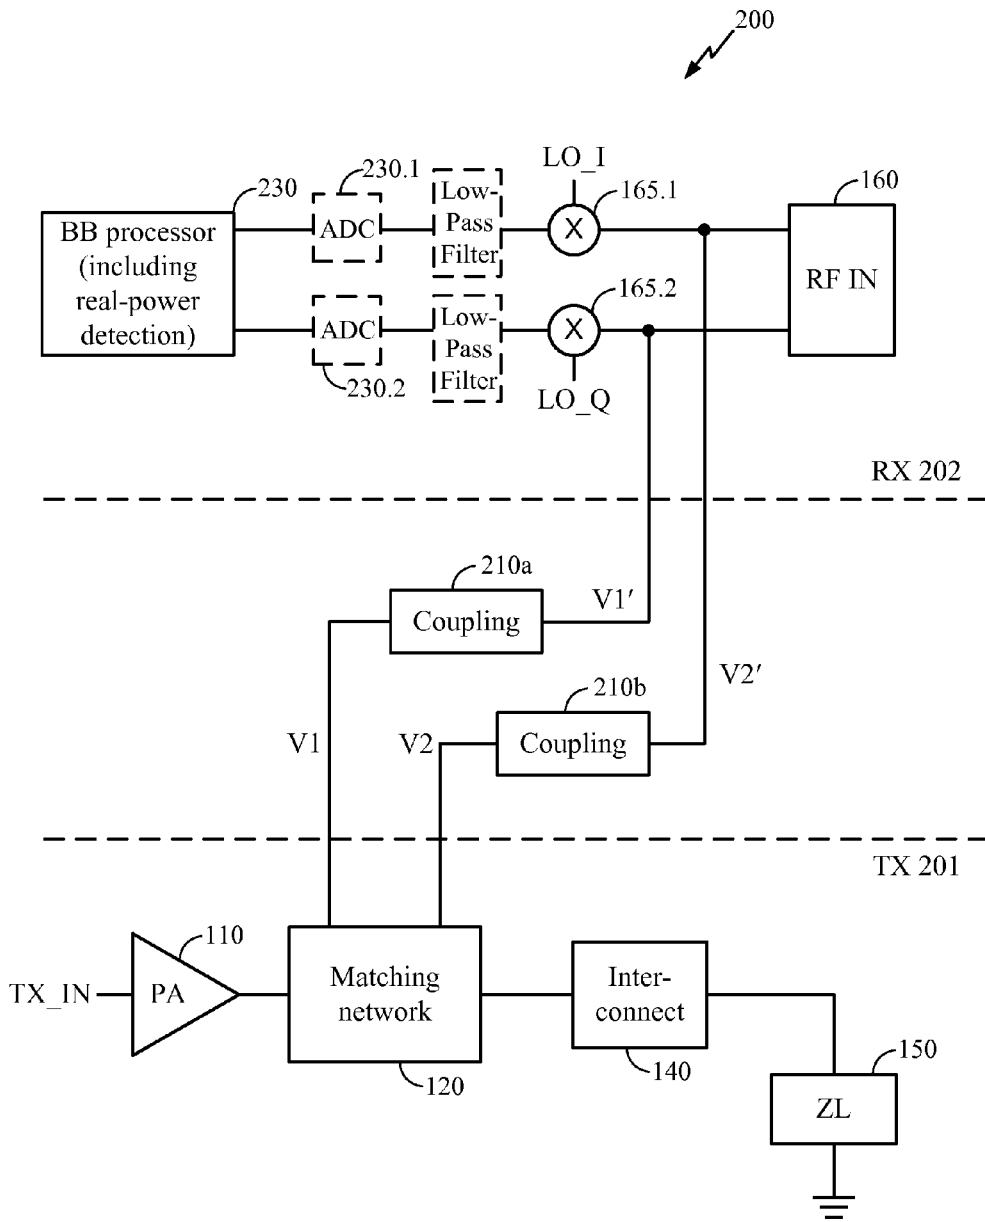 200
LO_I
230.1
230
165.1
160
BB processor
(including
real-power
detection)
ADC
Low-
Pass
Filter
X
RF IN
165.2
ADC
Low-
Pass
Filter
X
230.2
LO_Q
RX 202
210a
Coupling
V1′
210b
V2′
V1
V2
Coupling
TX 201
110
TX_IN
PA
Matching
network
Inter-
connect
120
140
150
ZL